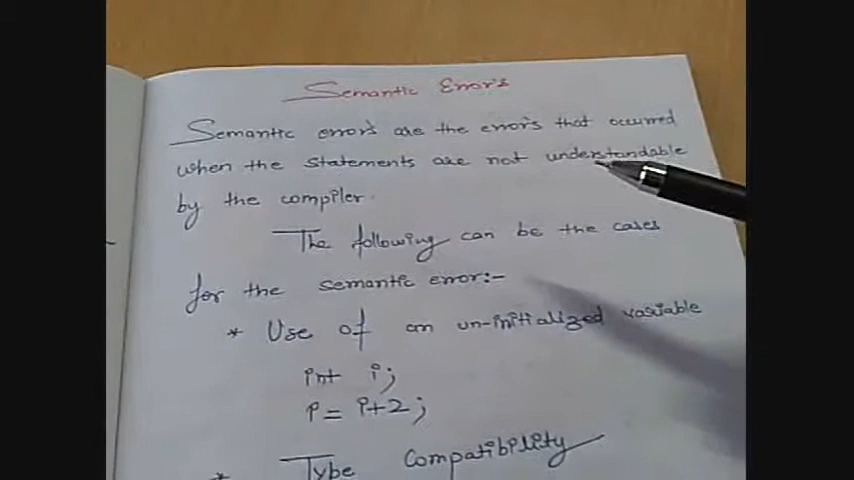 Semantic Errors
Semantic errors are the errors that occurred
when the statements are not understandable
by the compiler.
The following can be the cases
for the semantic error:-
* Use of an un-initialized variable
int i;
i = i+2;
* Type Compatibility